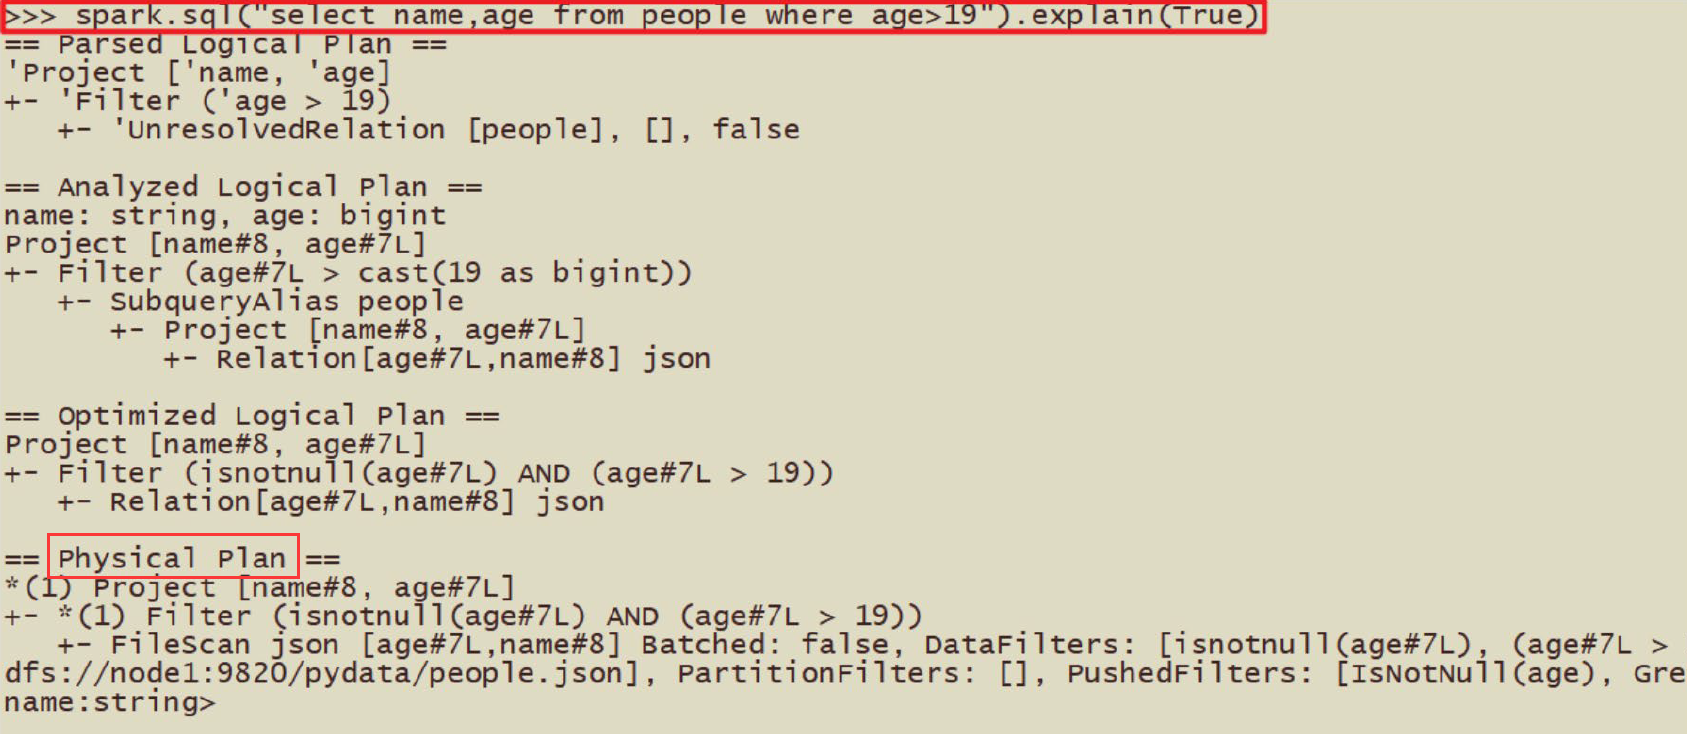 >>> spark.sql("select name,age from people where age>19").explain(True)
== Parsed Logical Plan ==
'Project ['name, 'age]
+- 'Filter ('age > 19)
   +- 'UnresolvedRelation [people], [], false

== Analyzed Logical Plan ==
name: string, age: bigint
Project [name#8, age#7L]
+- Filter (age#7L > cast(19 as bigint))
   +- SubqueryAlias people
      +- Project [name#8, age#7L]
         +- Relation[age#7L,name#8] json

== Optimized Logical Plan ==
Project [name#8, age#7L]
+- Filter (isnotnull(age#7L) AND (age#7L > 19))
   +- Relation[age#7L,name#8] json

== Physical Plan ==
*(1) Project [name#8, age#7L]
+- *(1) Filter (isnotnull(age#7L) AND (age#7L > 19))
   +- FileScan json [age#7L,name#8] Batched: false, DataFilters: [isnotnull(age#7L), (age#7L >
dfs://node1:9820/pydata/people.json], PartitionFilters: [], PushedFilters: [IsNotNull(age), Gre
name:string>